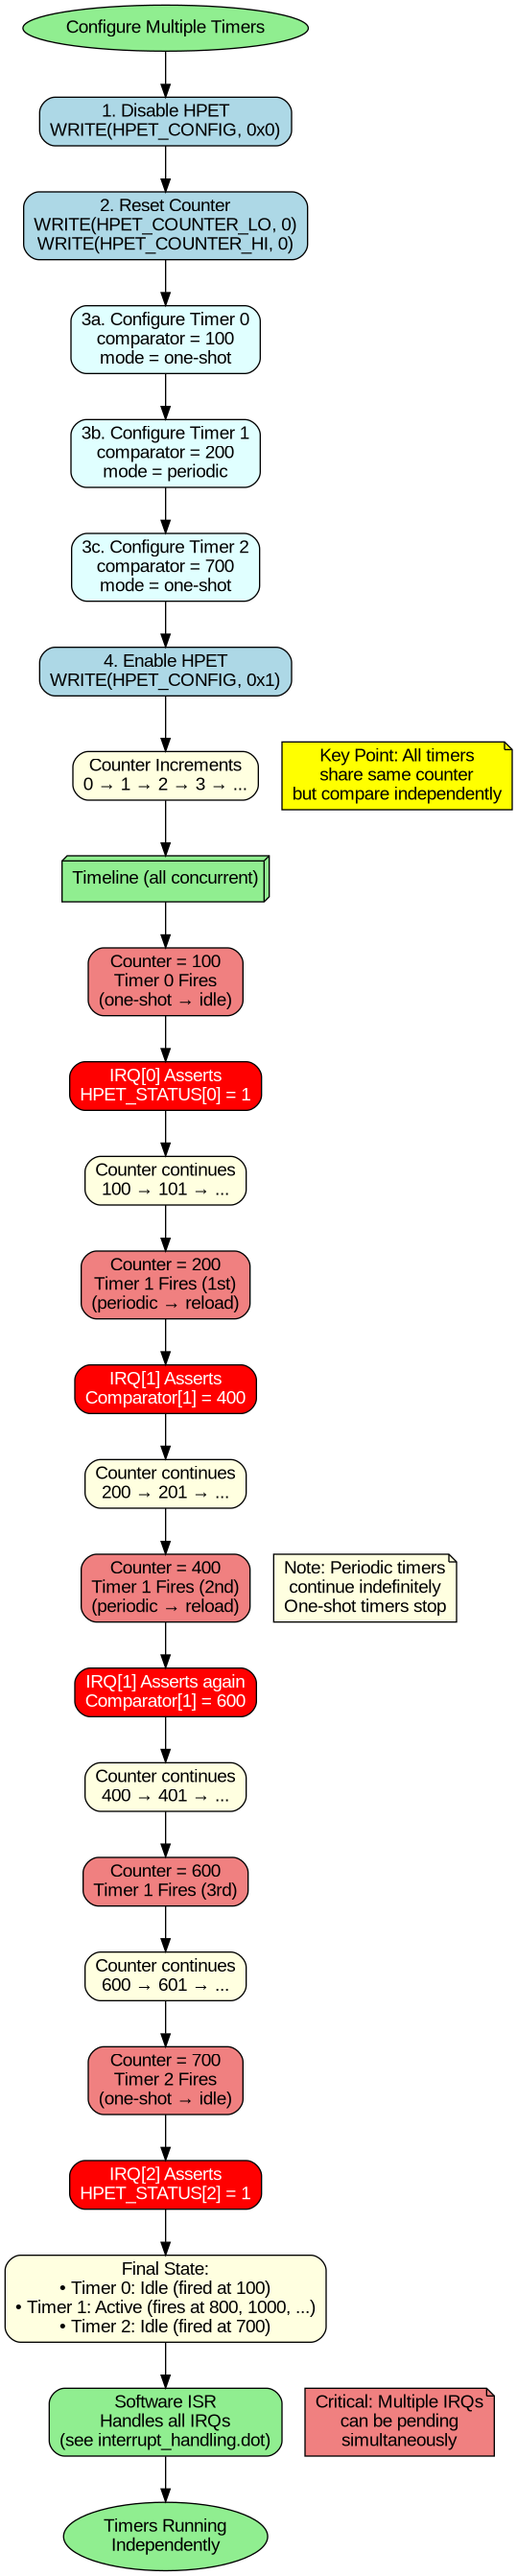 Configure Multiple Timers
1. Disable HPET
WRITE(HPET_CONFIG, 0x0)
2. Reset Counter
WRITE(HPET_COUNTER_LO, 0)
WRITE(HPET_COUNTER_HI, 0)
3a. Configure Timer 0
comparator = 100
mode = one-shot
3b. Configure Timer 1
comparator = 200
mode = periodic
3c. Configure Timer 2
comparator = 700
mode = one-shot
4. Enable HPET
WRITE(HPET_CONFIG, 0x1)
Counter Increments
0 → 1 → 2 → 3 → ...
Key Point: All timers
share same counter
but compare independently
Timeline (all concurrent)
Counter = 100
Timer 0 Fires
(one-shot → idle)
IRQ[0] Asserts
HPET_STATUS[0] = 1
Counter continues
100 → 101 → ...
Counter = 200
Timer 1 Fires (1st)
(periodic → reload)
IRQ[1] Asserts
Comparator[1] = 400
Counter continues
200 → 201 → ...
Counter = 400
Timer 1 Fires (2nd)
(periodic → reload)
Note: Periodic timers
continue indefinitely
One-shot timers stop
IRQ[1] Asserts again
Comparator[1] = 600
Counter continues
400 → 401 → ...
Counter = 600
Timer 1 Fires (3rd)
Counter continues
600 → 601 → ...
Counter = 700
Timer 2 Fires
(one-shot → idle)
IRQ[2] Asserts
HPET_STATUS[2] = 1
Final State:
• Timer 0: Idle (fired at 100)
• Timer 1: Active (fires at 800, 1000, ...)
• Timer 2: Idle (fired at 700)
Software ISR
Handles all IRQs
(see interrupt_handling.dot)
Critical: Multiple IRQs
can be pending
simultaneously
Timers Running
Independently